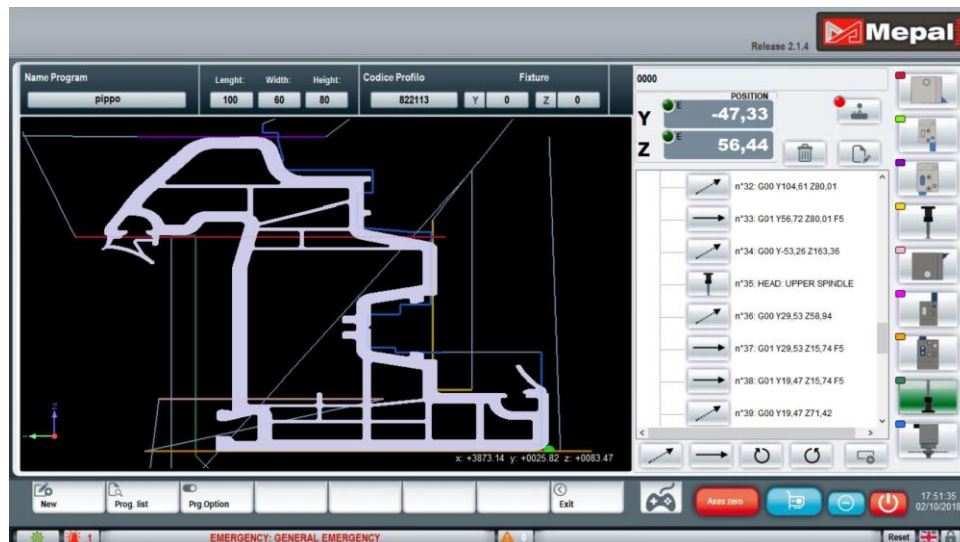 Release 2.1.4
Mepal
Name Program
pippo
Lenght:
Width:
Height:
100
60
80
Codice Profilo
Fixture
822113
Y
0
Z
0
0000
POSITION
Y
E
-47,33
Z
E
56,44
n°32: G00 Y104,61 Z80,01
n°33: G01 Y56,72 Z80,01 F5
n°34: G00 Y-53,26 Z163,36
n°35: HEAD: UPPER SPINDLE
n°36: G00 Y29,53 Z58,94
n°37: G01 Y29,53 Z15,74 F5
n°38: G01 Y19,47 Z15,74 F5
n°39: G00 Y19,47 Z71,42
z
x: +3873.14 y: +0025.82 z: +0083.47
New
Prog. list
Prg.Option
Exit
Axes zero
17:51:35
02/10/2018
1
EMERGENCY: GENERAL EMERGENCY
0
Reset